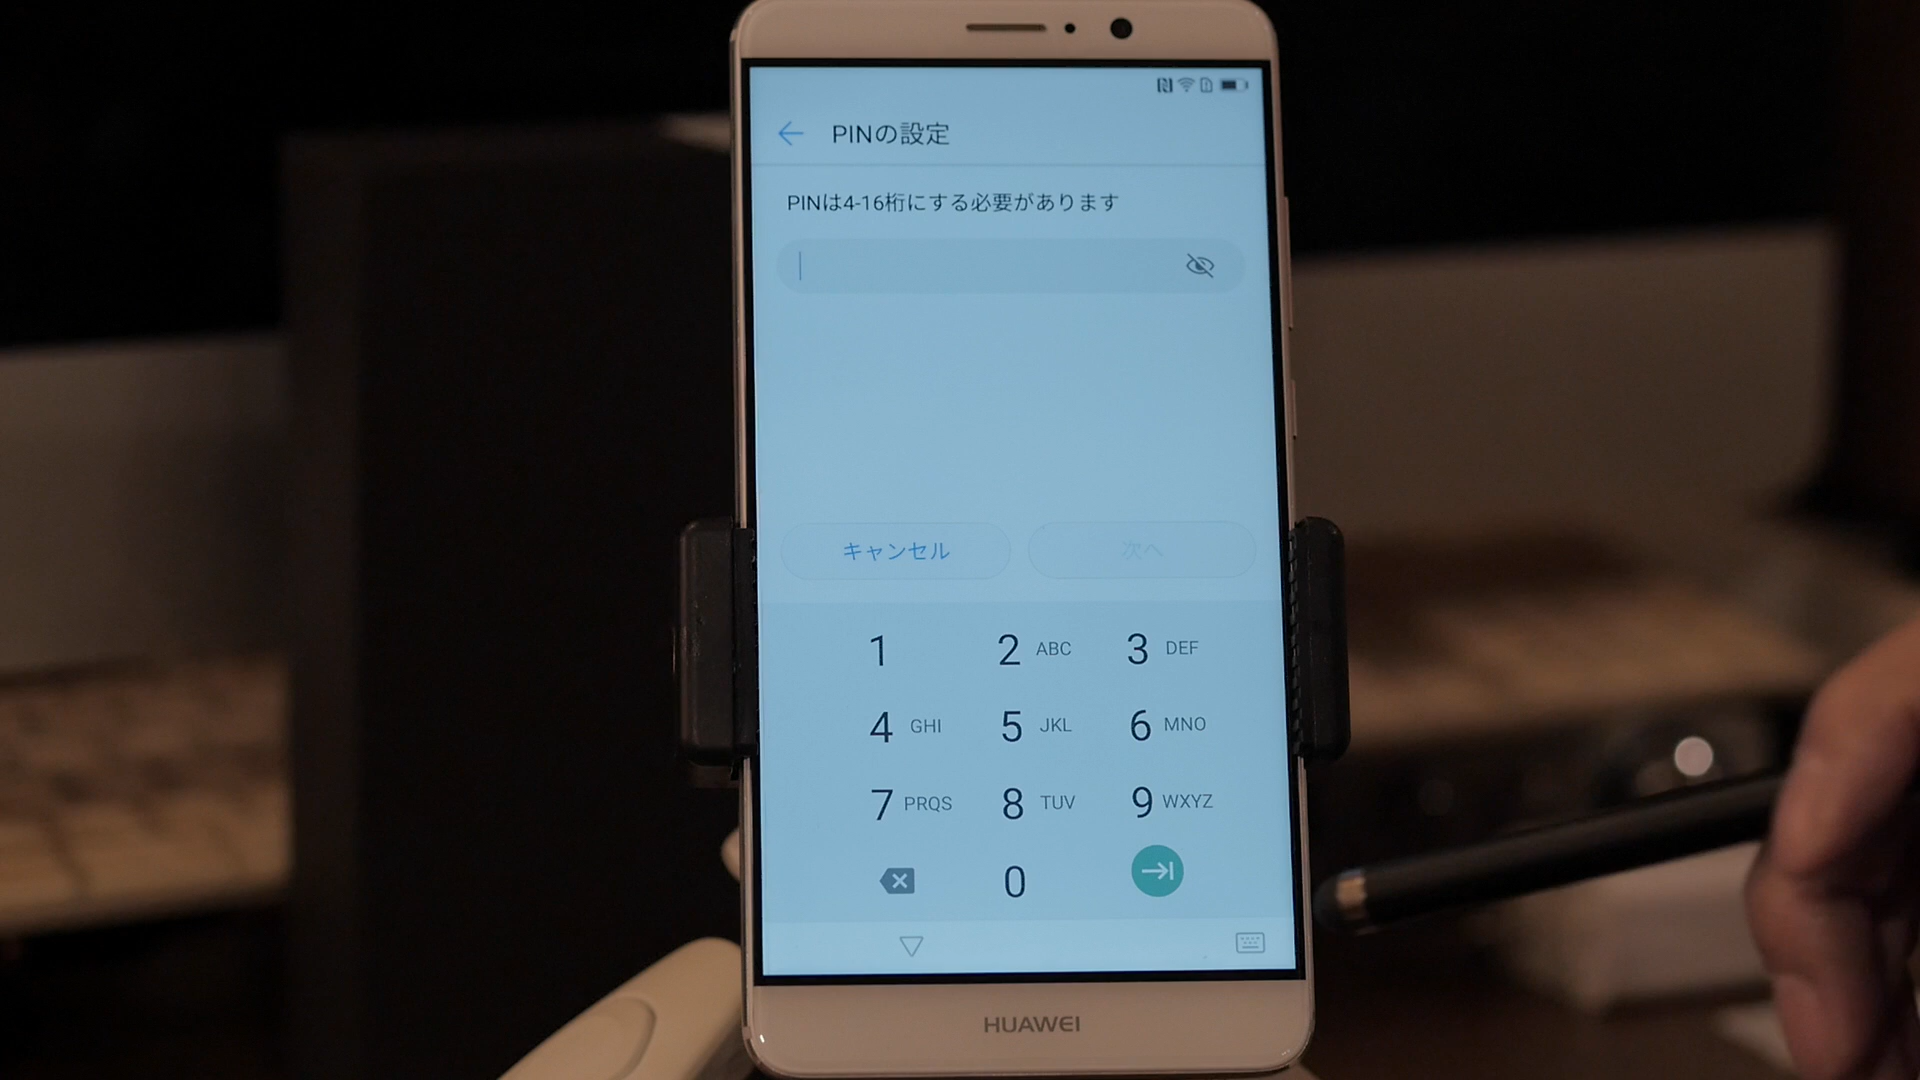 PINの設定
PINは4-16桁にする必要があります
キャンセル 次へ
1 2 ABC 3 DEF
4 GHI 5 JKL 6 MNO
7 PRQS 8 TUV 9 WXYZ
0
HUAWEI